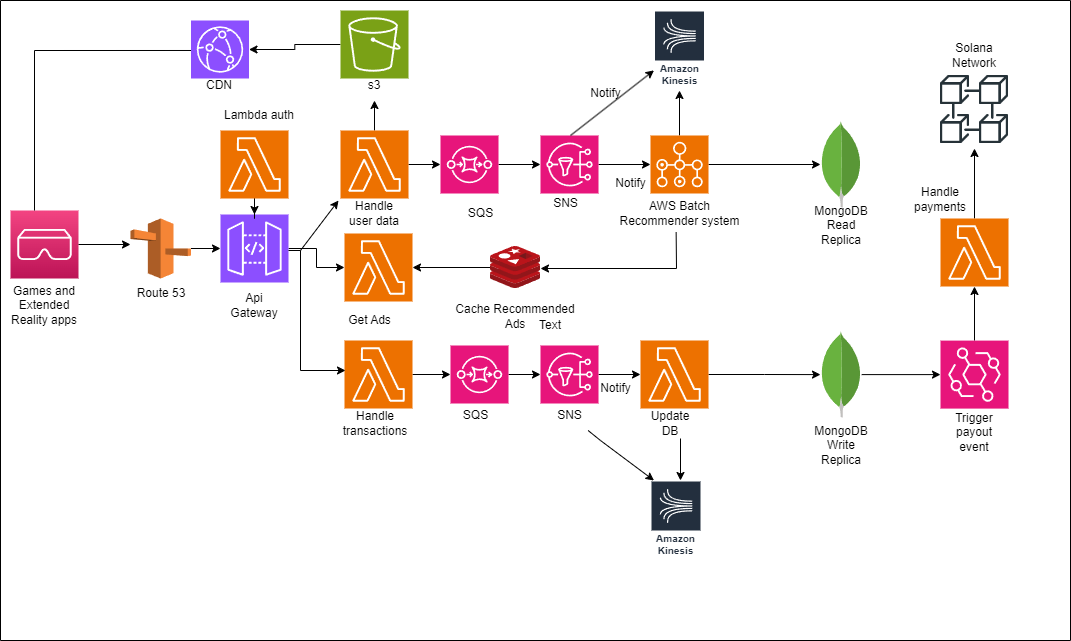 CDN
s3
Amazon
Kinesis
Solana
Network
Notify
Lambda auth
Handle
user data
SQS
SNS
Notify
AWS Batch
Recommender system
MongoDB
Read
Replica
Handle
payments
Games and
Extended
Reality apps
Route 53
Api
Gateway
</>
Get Ads
Cache Recommended
Ads
Text
Handle
transactions
SQS
SNS
Notify
Update
DB
MongoDB
Write
Replica
Trigger
payout
event
Amazon
Kinesis